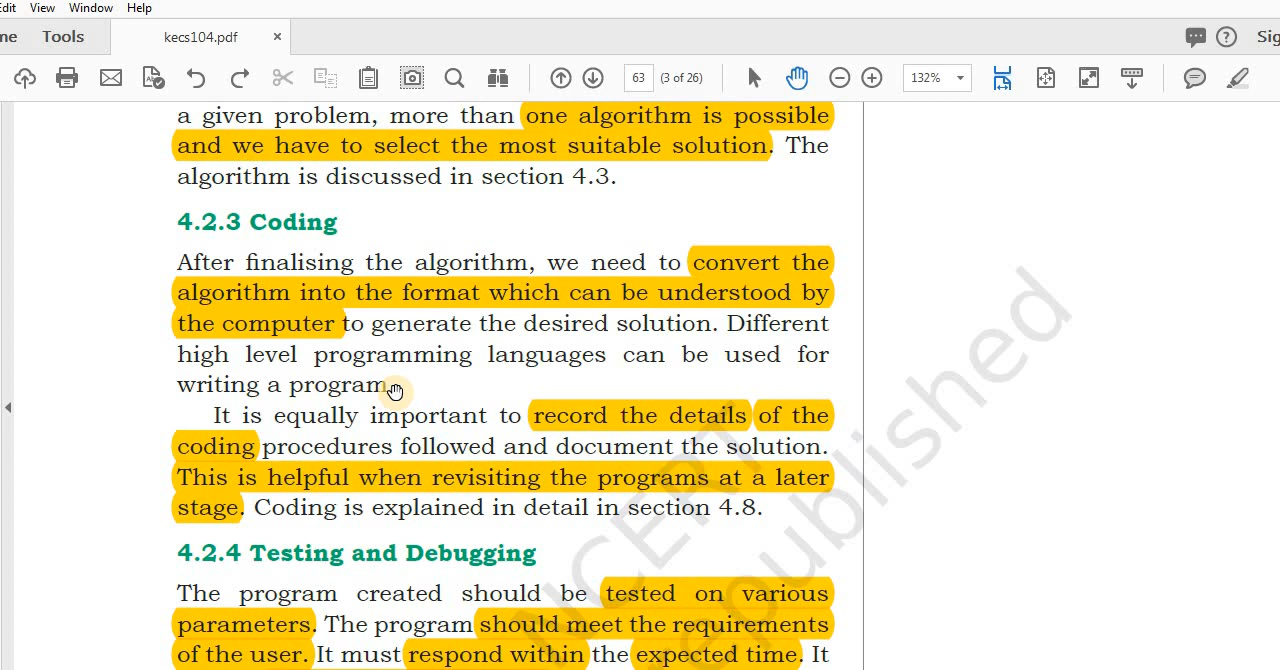 Edit View Window Help
me Tools kecs104.pdf × Sig
63 (3 of 26) 132%
a given problem, more than one algorithm is possible
and we have to select the most suitable solution. The
algorithm is discussed in section 4.3.
4.2.3 Coding
After finalising the algorithm, we need to convert the
algorithm into the format which can be understood by
the computer to generate the desired solution. Different
high level programming languages can be used for
writing a program.
It is equally important to record the details of the
coding procedures followed and document the solution.
This is helpful when revisiting the programs at a later
stage. Coding is explained in detail in section 4.8.
4.2.4 Testing and Debugging
The program created should be tested on various
parameters. The program should meet the requirements
of the user. It must respond within the expected time. It
NCERT
republished